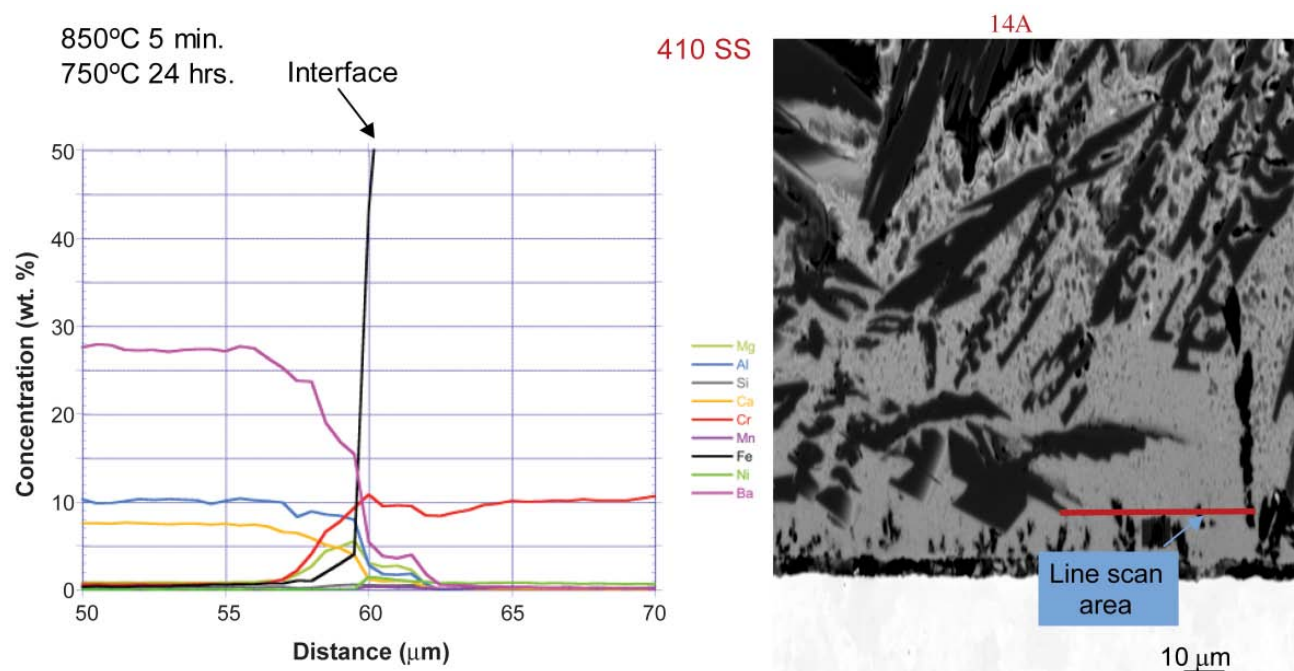 850ºC 5 min.
750ºC 24 hrs.
Interface
410 SS
14A
50
40
30
20
10
0
50
55
60
65
70
Concentration (wt. %)
Distance (μm)
Mg
Al
Si
Ca
Cr
Mn
Fe
Ni
Ba
Line scan
area
10 μm